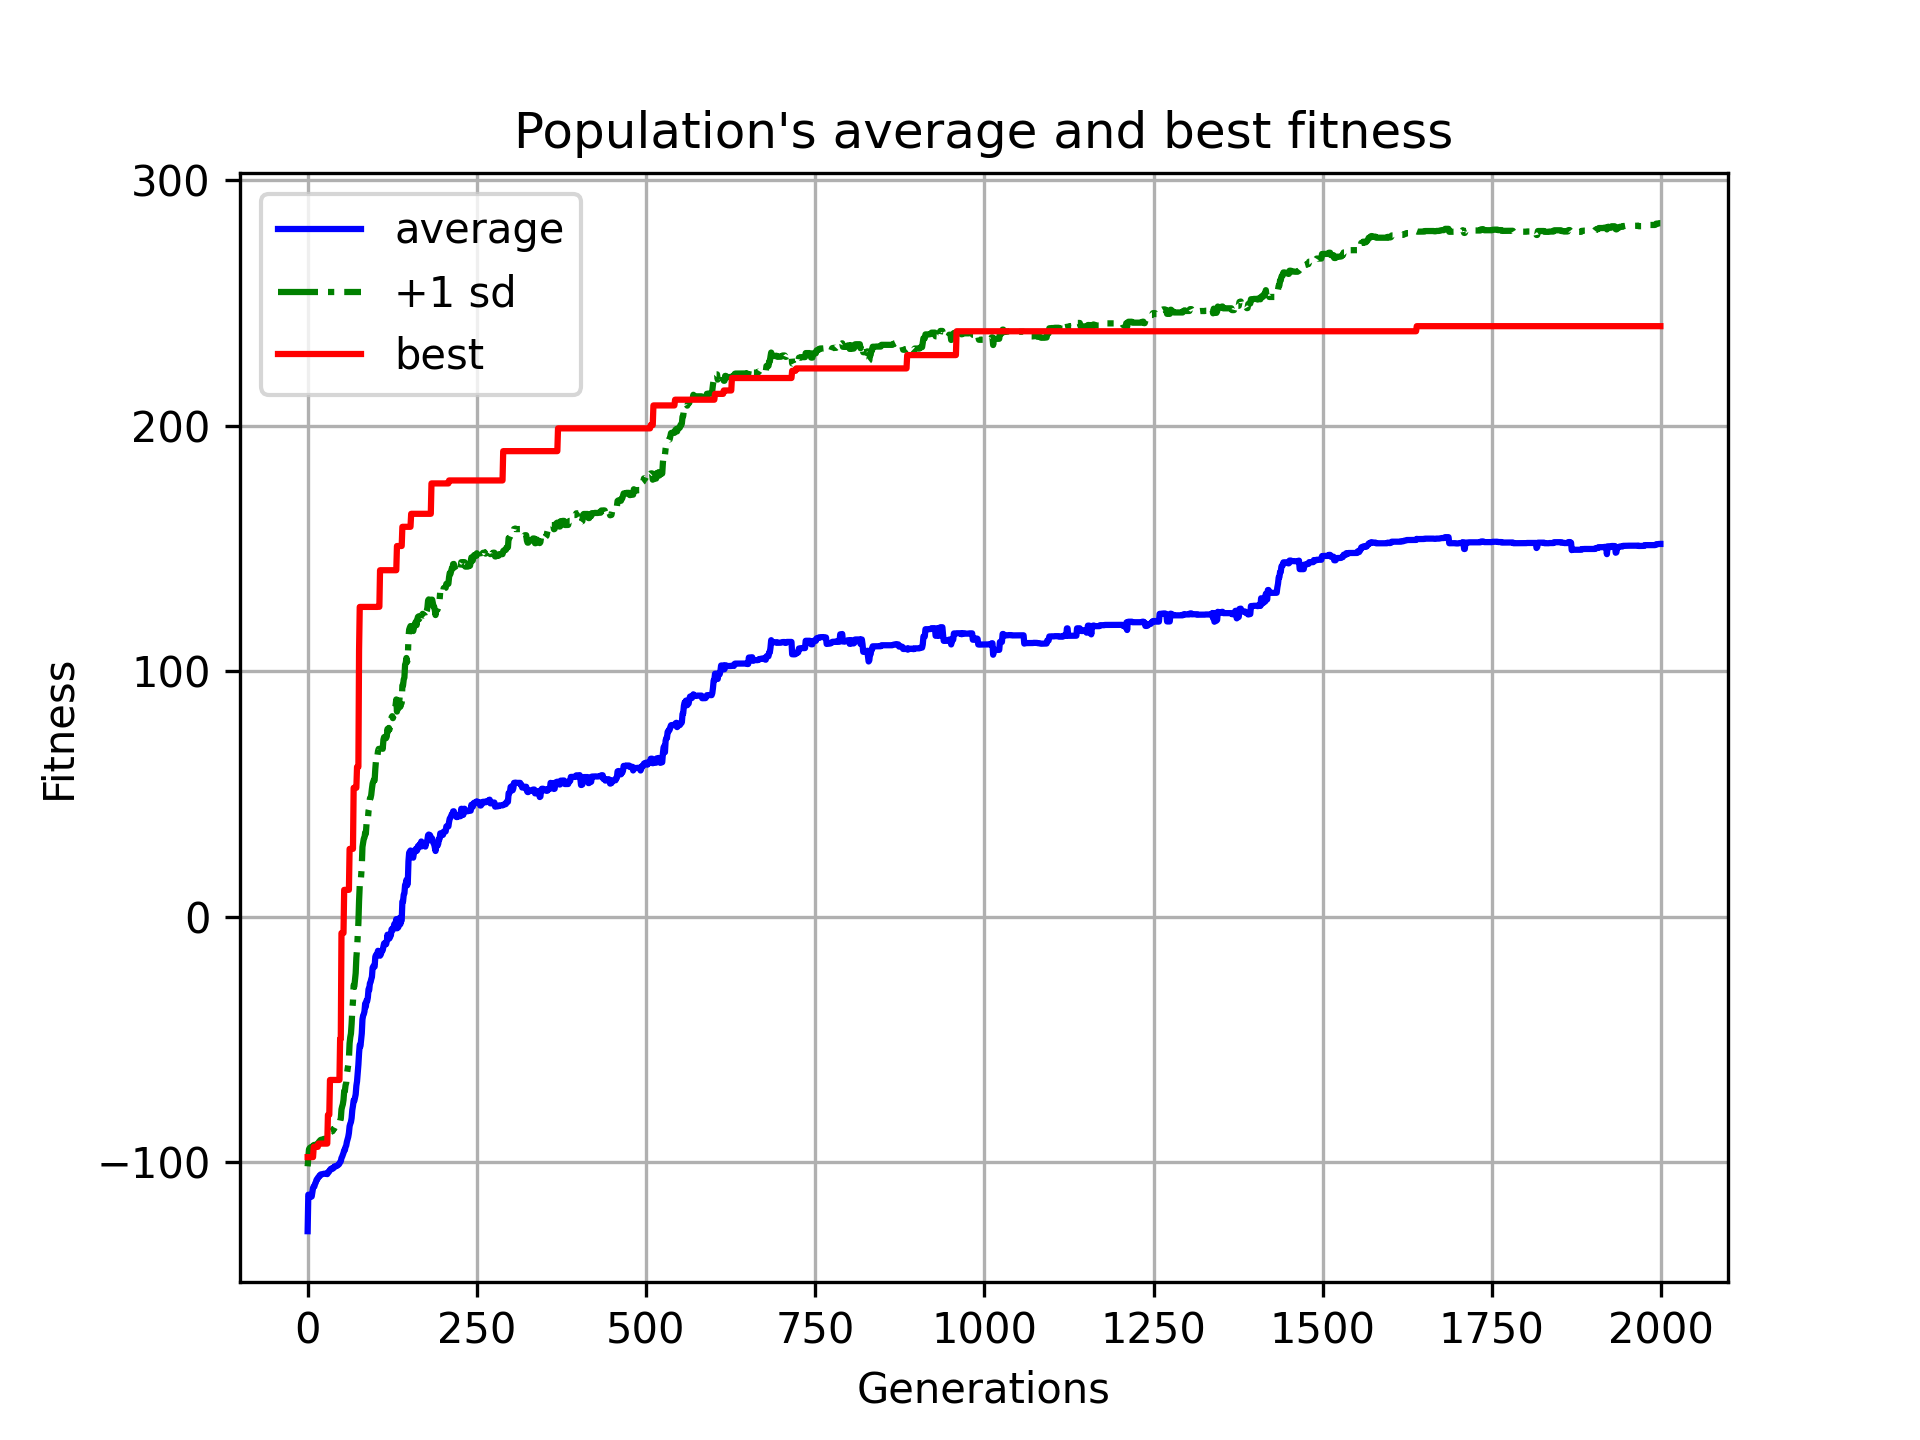 Population's average and best fitness
average
+1 sd
best
300
200
100
0
−100
Fitness
0 250 500 750 1000 1250 1500 1750 2000
Generations